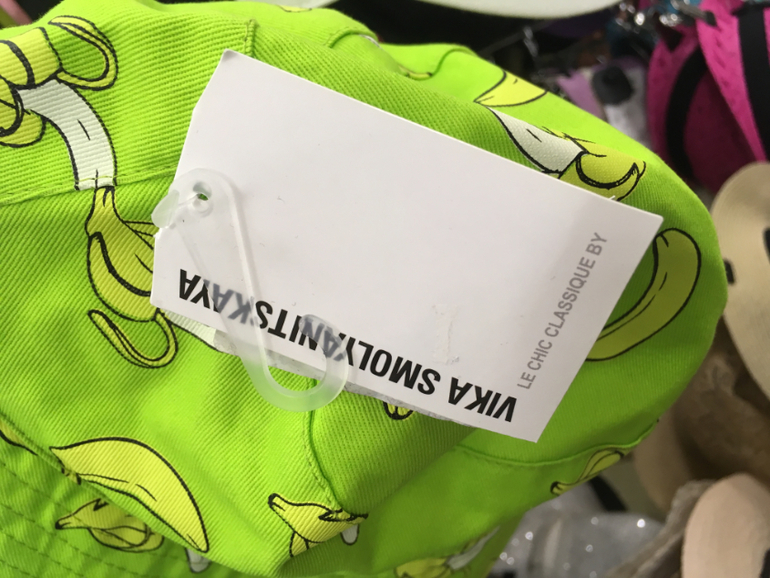 LE CHIC CLASSIQUE BY
VIKA SMOLYANITSKAYA